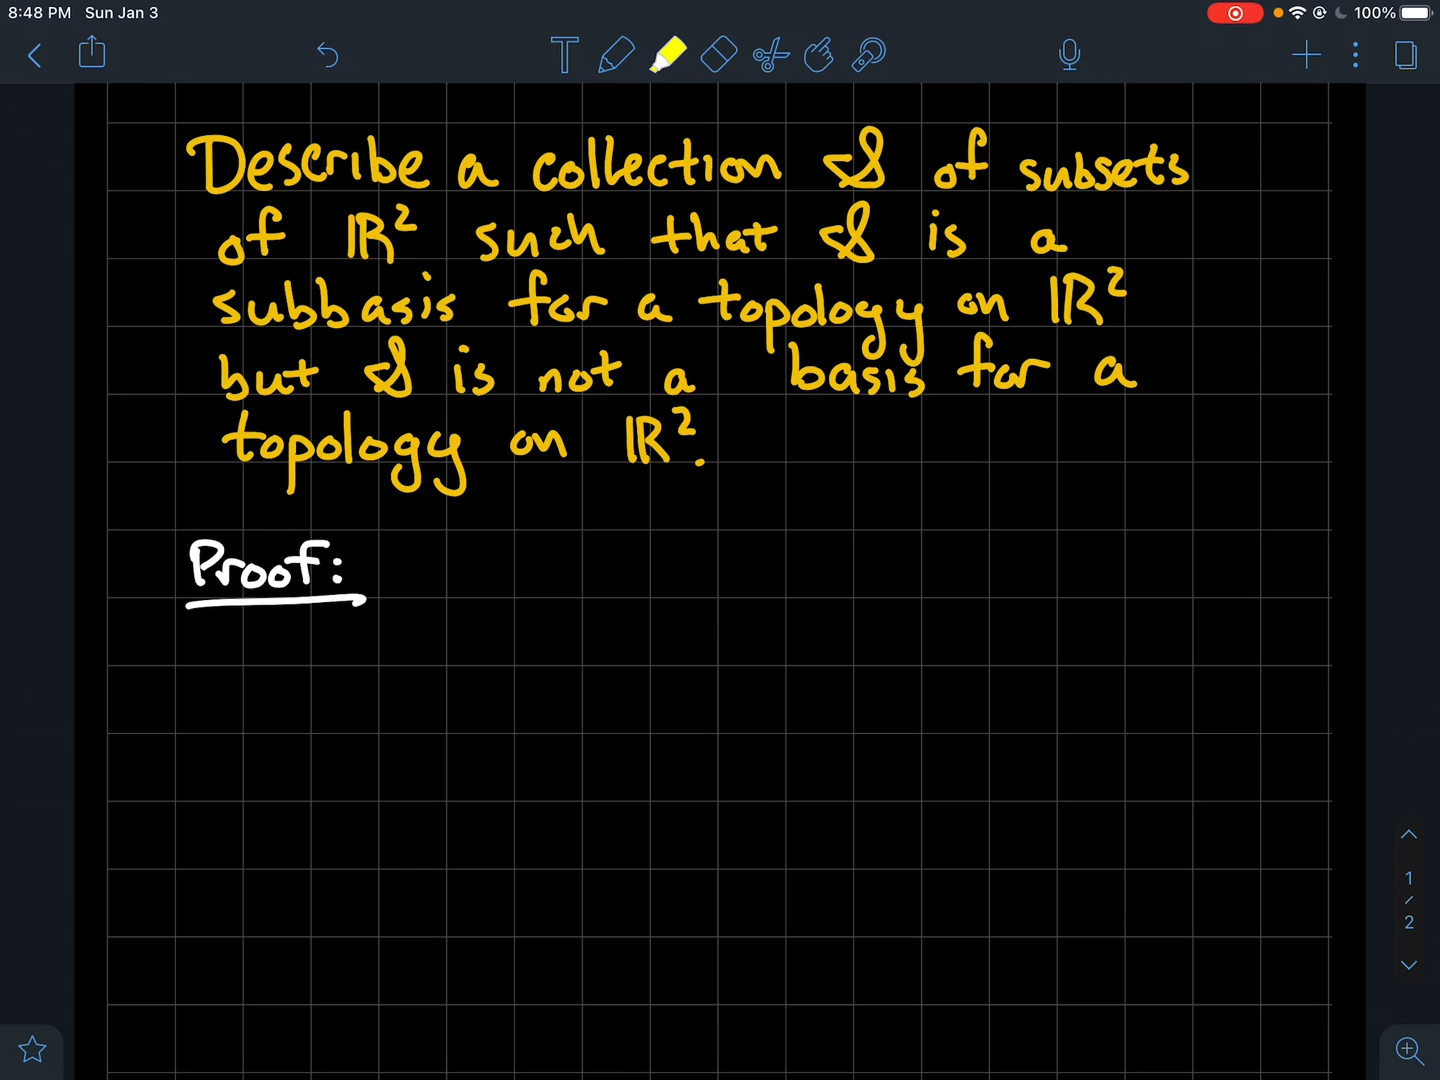 8:48 PM Sun Jan 3 100%
T
Describe a collection 𝒮 of subsets
of ℝ² such that 𝒮 is a
subbasis for a topology on ℝ²
but 𝒮 is not a basis for a
topology on ℝ².
Proof:
1
/
2